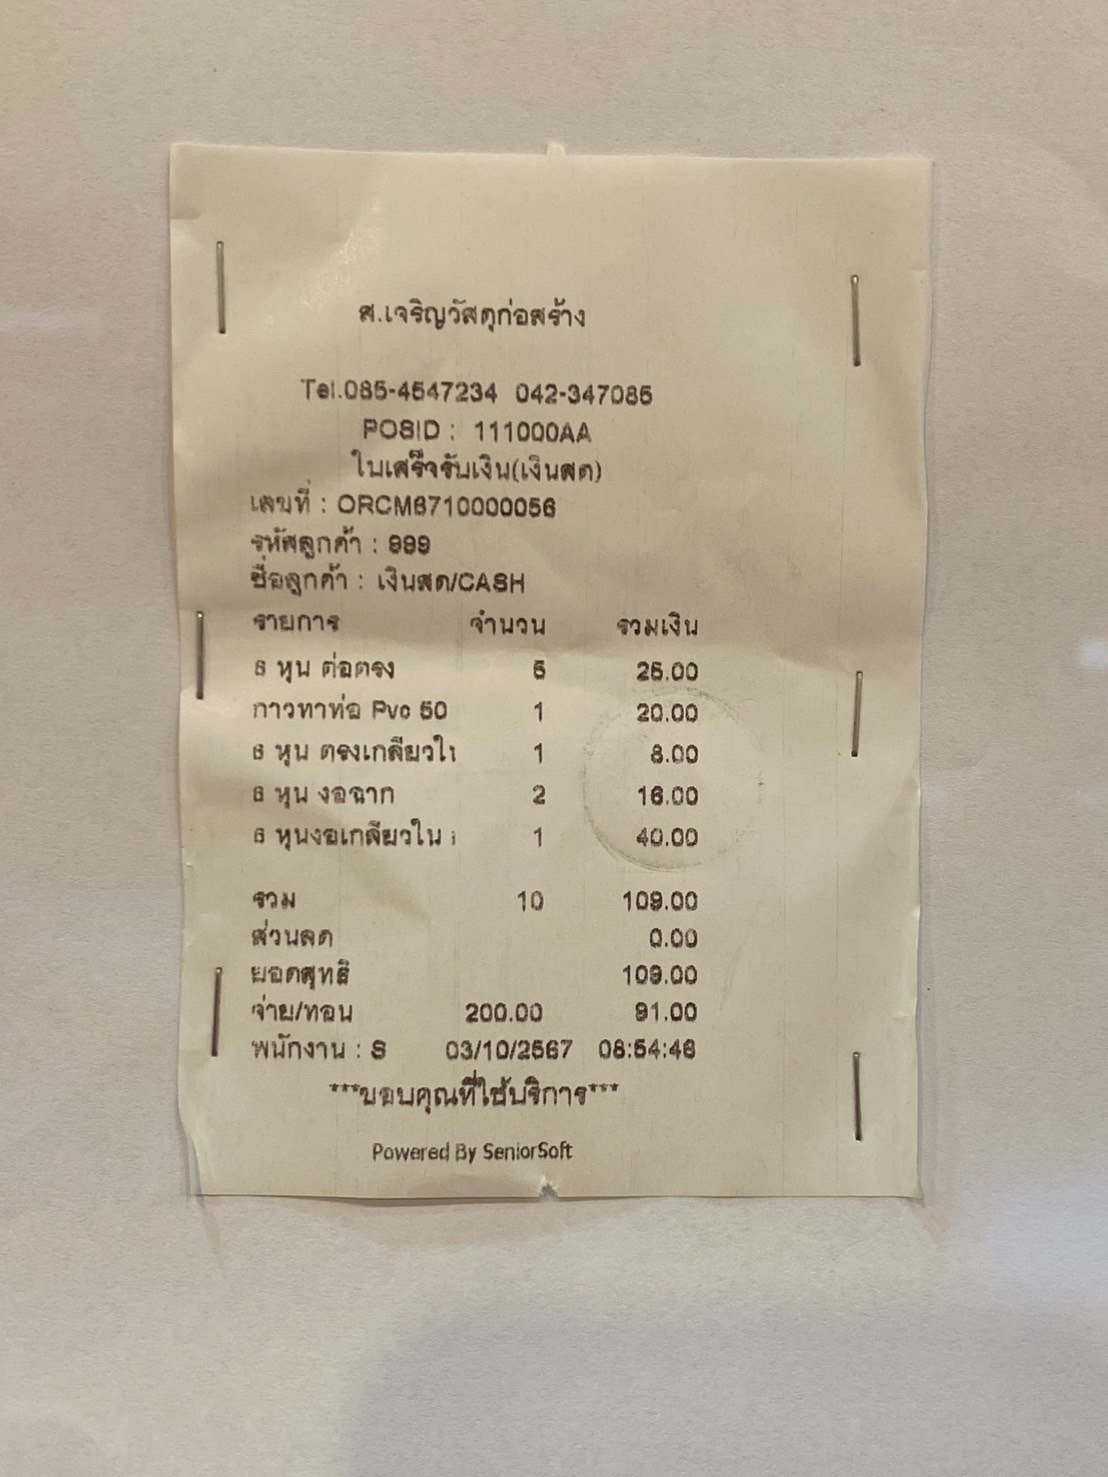 ส.เจริญวัสดุก่อสร้าง
Tel.085-4547234 042-347085
POSID : 111000AA
ใบเสร็จรับเงิน(เงินสด)
เลขที่ : ORCM6710000056
รหัสลูกค้า : 999
ชื่อลูกค้า : เงินสด/CASH
รายการ จำนวน รวมเงิน
6 หุน ต่อตรง 5 25.00
กาวทาท่อ Pvc 50 1 20.00
6 หุน ตรงเกลียวใ 1 8.00
6 หุน งอฉาก 2 16.00
6 หุนงอเกลียวใน 1 40.00
รวม 10 109.00
ส่วนลด 0.00
ยอดสุทธิ 109.00
จ่าย/ทอน 200.00 91.00
พนักงาน : S 03/10/2567 08:54:46
***ขอบคุณที่ใช้บริการ***
Powered By SeniorSoft